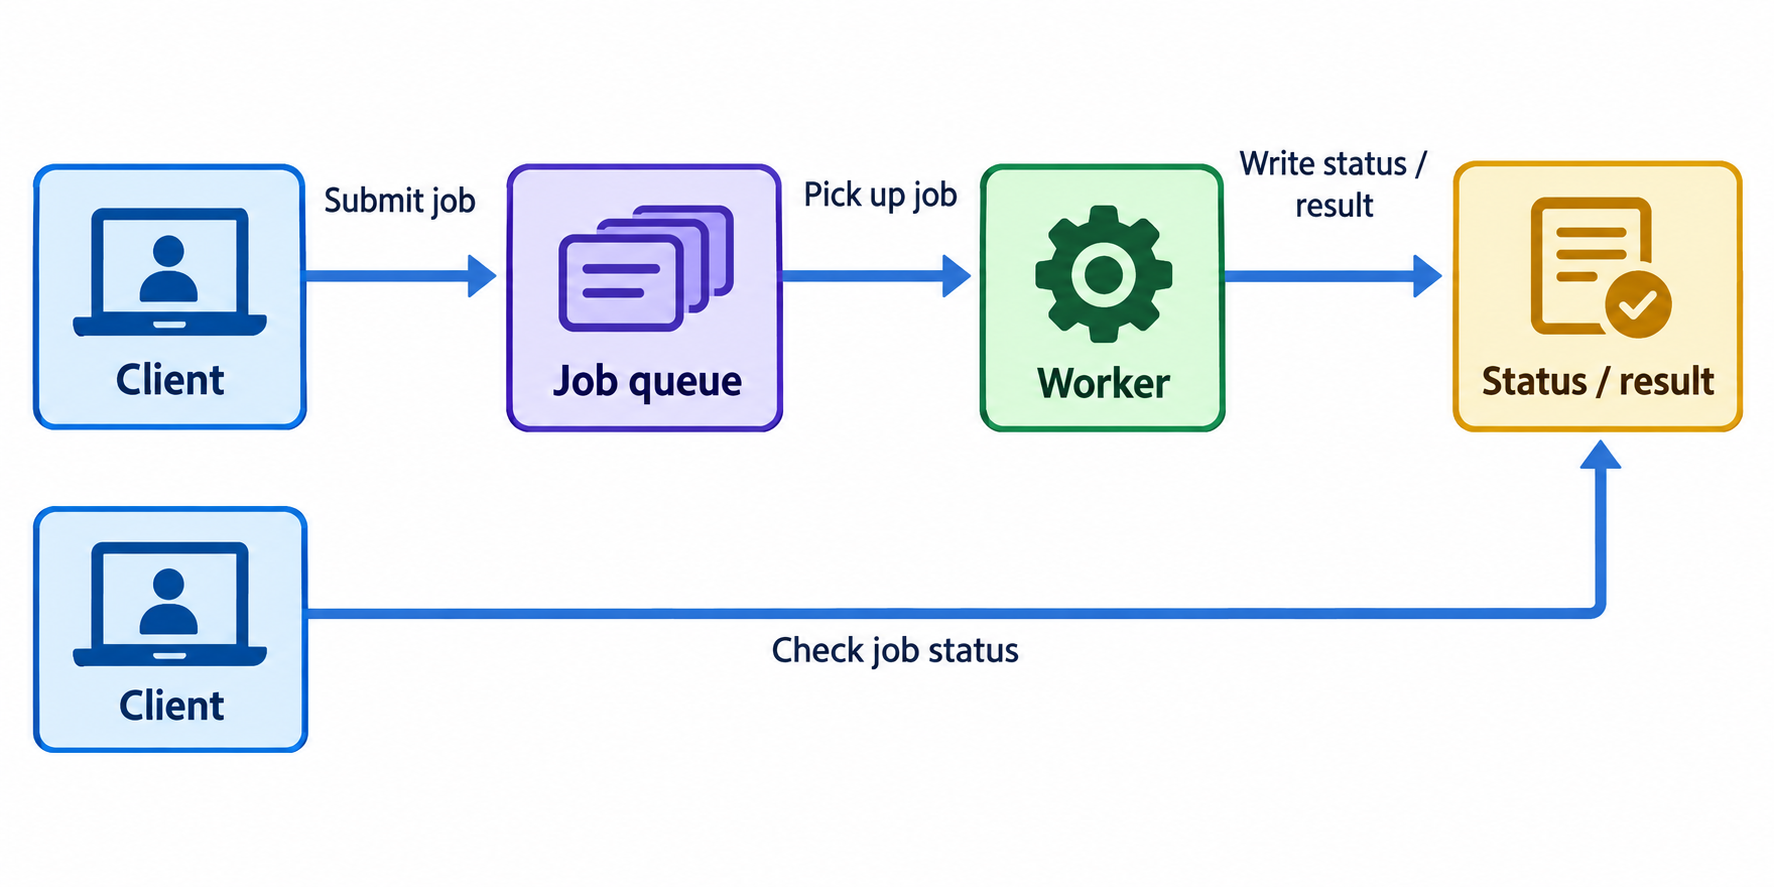 Submit job
Pick up job
Write status /
result
Client
Job queue
Worker
Status / result
Check job status
Client